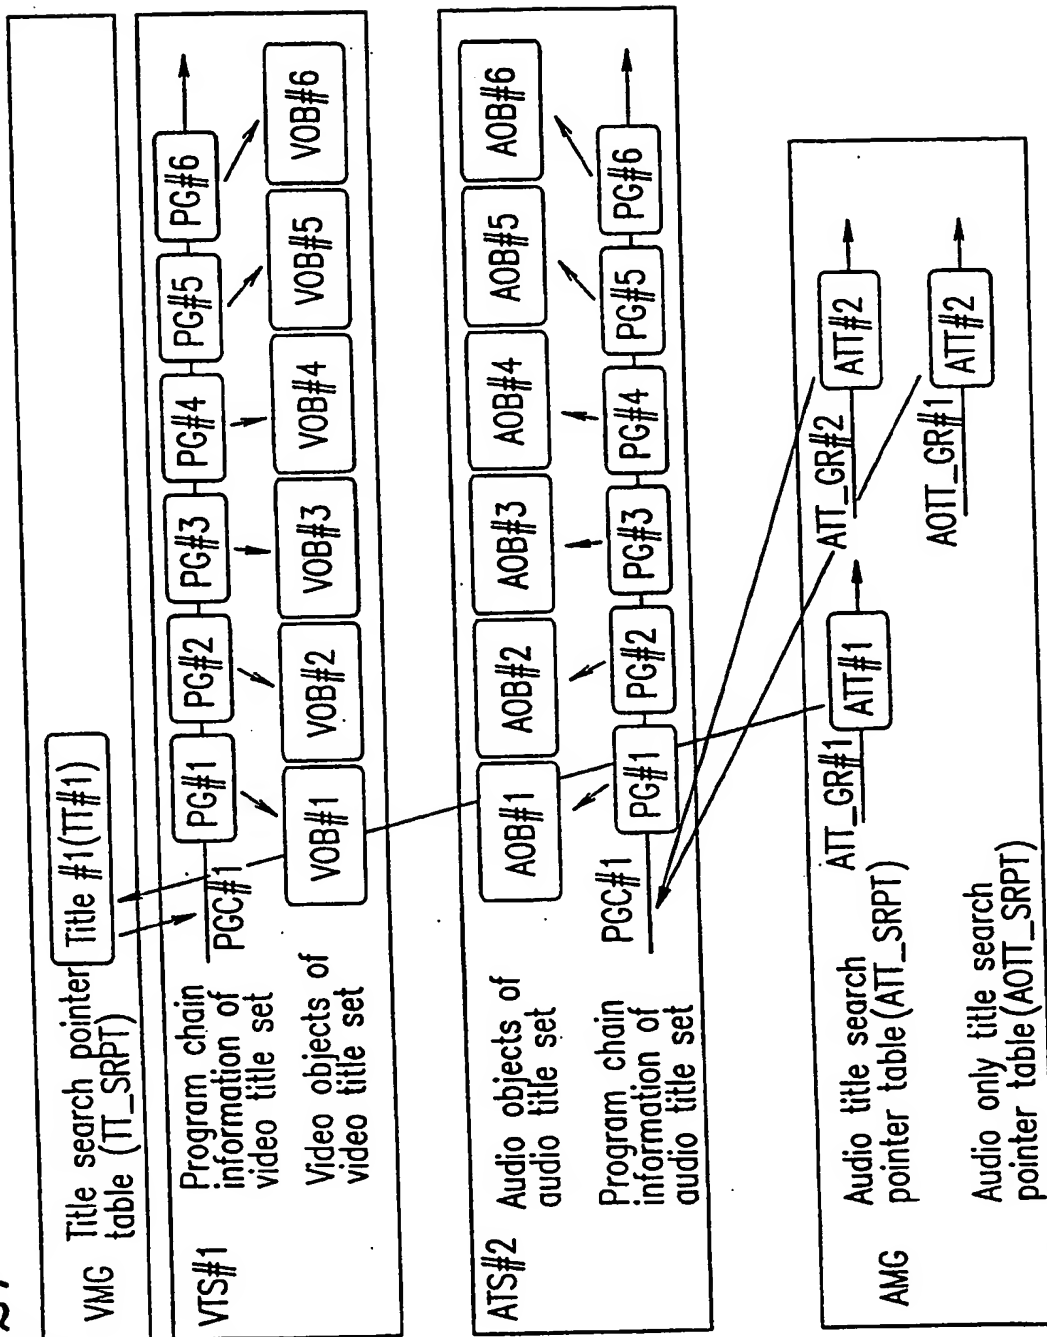 VMG
Title search pointer
table (TT_SRPT)
Title #1(TT#1)
VTS#1
Program chain
information of
video title set
PGC#1
PG#1
PG#2
PG#3
PG#4
PG#5
PG#6
Video objects of
video title set
VOB#1
VOB#2
VOB#3
VOB#4
VOB#5
VOB#6
ATS#2
Audio objects of
audio title set
AOB#1
AOB#2
AOB#3
AOB#4
AOB#5
AOB#6
Program chain
information of
audio title set
PGC#1
PG#1
PG#2
PG#3
PG#4
PG#5
PG#6
AMG
Audio title search
pointer table(ATT_SRPT)
ATT_GR#1
ATT#1
ATT_GR#2
ATT#2
Audio only title search
pointer table(AOTT_SRPT)
AOTT_GR#1
ATT#2